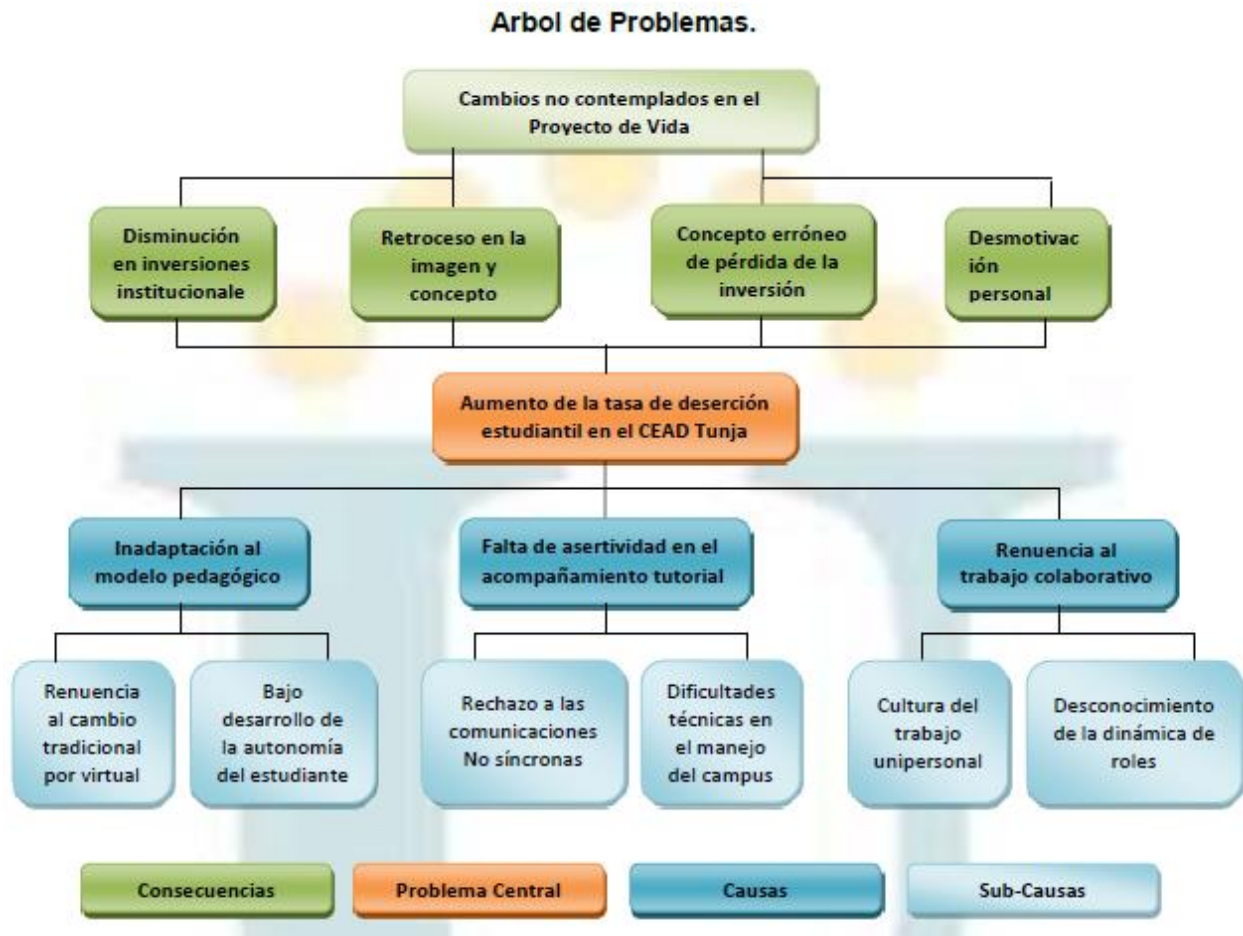 Arbol de Problemas.
Cambios no contemplados en el
Proyecto de Vida
Disminución
en inversiones
institucionale
Retroceso en la
imagen y
concepto
Concepto erróneo
de pérdida de la
inversión
Desmotivac
ión
personal
Aumento de la tasa de deserción
estudiantil en el CEAD Tunja
Inadaptación al
modelo pedagógico
Falta de asertividad en el
acompañamiento tutorial
Renuencia al
trabajo colaborativo
Renuencia
al cambio
tradicional
por virtual
Bajo
desarrollo de
la autonomía
del estudiante
Rechazo a las
comunicaciones
No síncronas
Dificultades
técnicas en
el manejo
del campus
Cultura del
trabajo
unipersonal
Desconocimiento
de la dinámica de
roles
Consecuencias
Problema Central
Causas
Sub-Causas